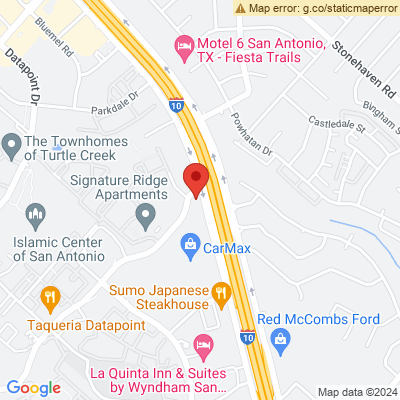 Map error: g.co/staticmaperror
Bluemel Rd
Datapoint Dr
Motel 6 San Antonio,
TX - Fiesta Trails
Stonehaven Rd
Parkdale Dr
10
Powhatan Dr
Castledale St
Bingham St
The Townhomes
of Turtle Creek
Signature Ridge
Apartments
Islamic Center
of San Antonio
CarMax
Sumo Japanese
Steakhouse
Taqueria Datapoint
Red McCombs Ford
10
La Quinta Inn & Suites
by Wyndham San...
Google
Map data ©2024